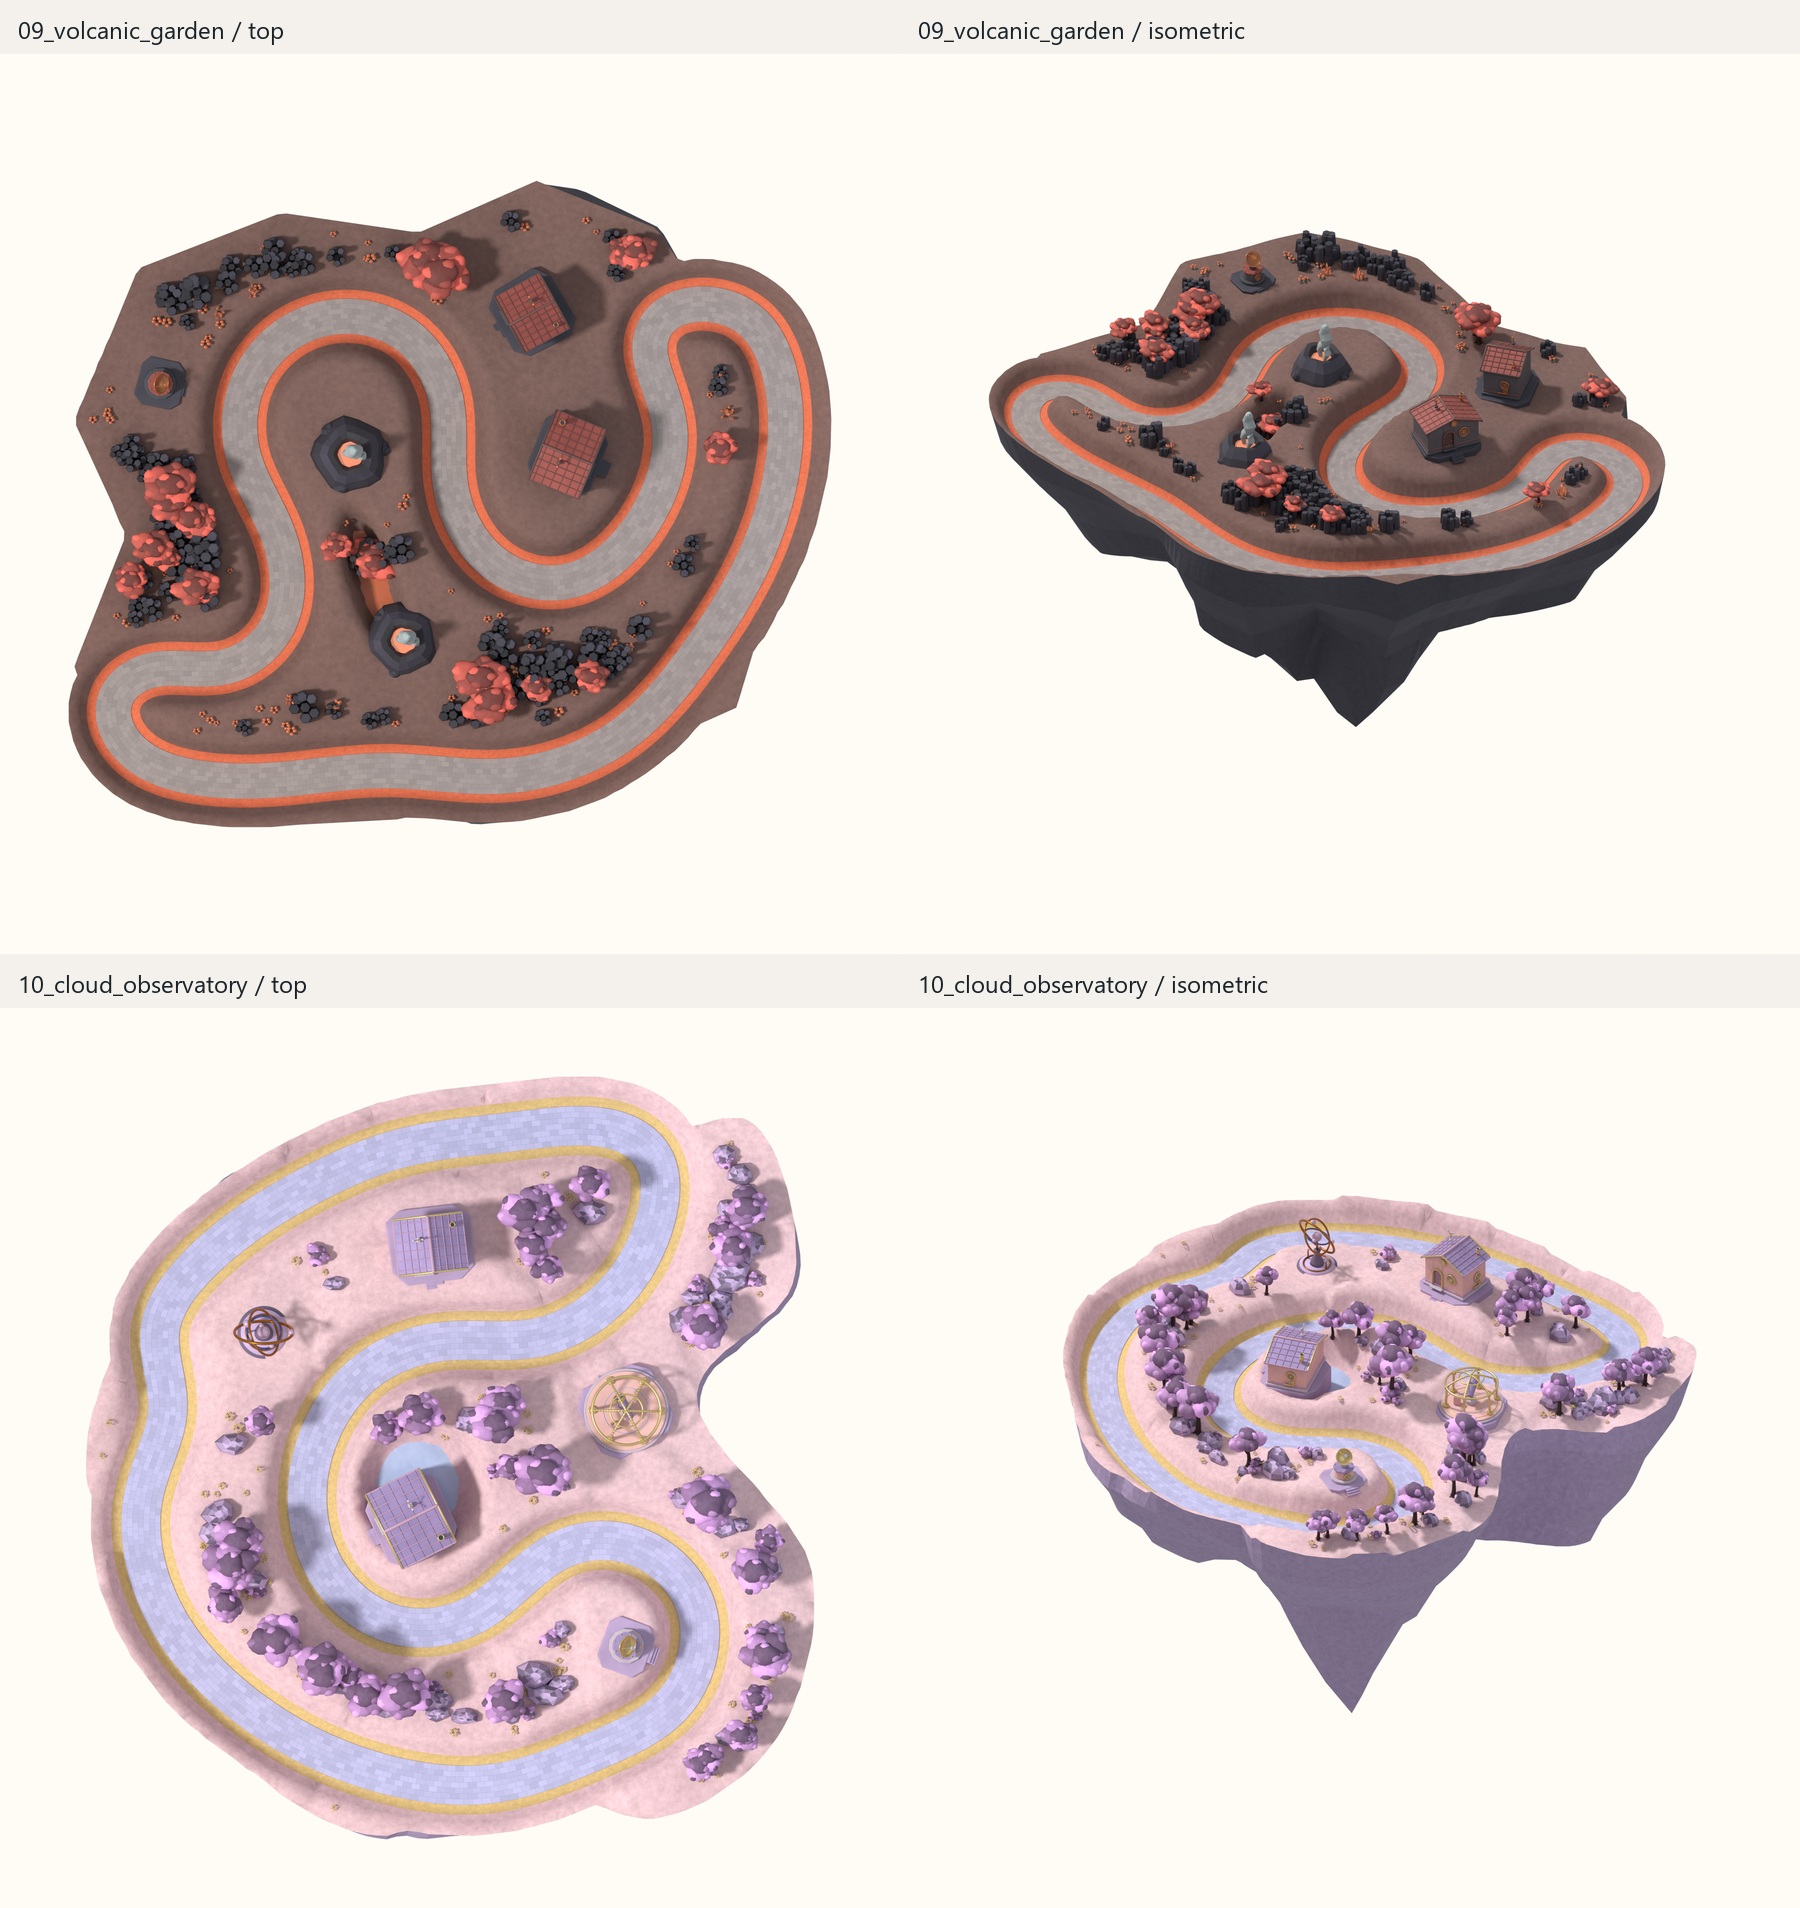 09_volcanic_garden / top
09_volcanic_garden / isometric
10_cloud_observatory / top
10_cloud_observatory / isometric